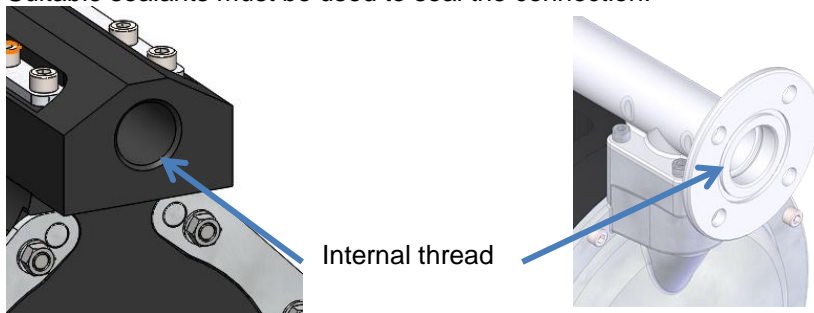 Suitable sealants must be used to seal the connection.
Internal thread